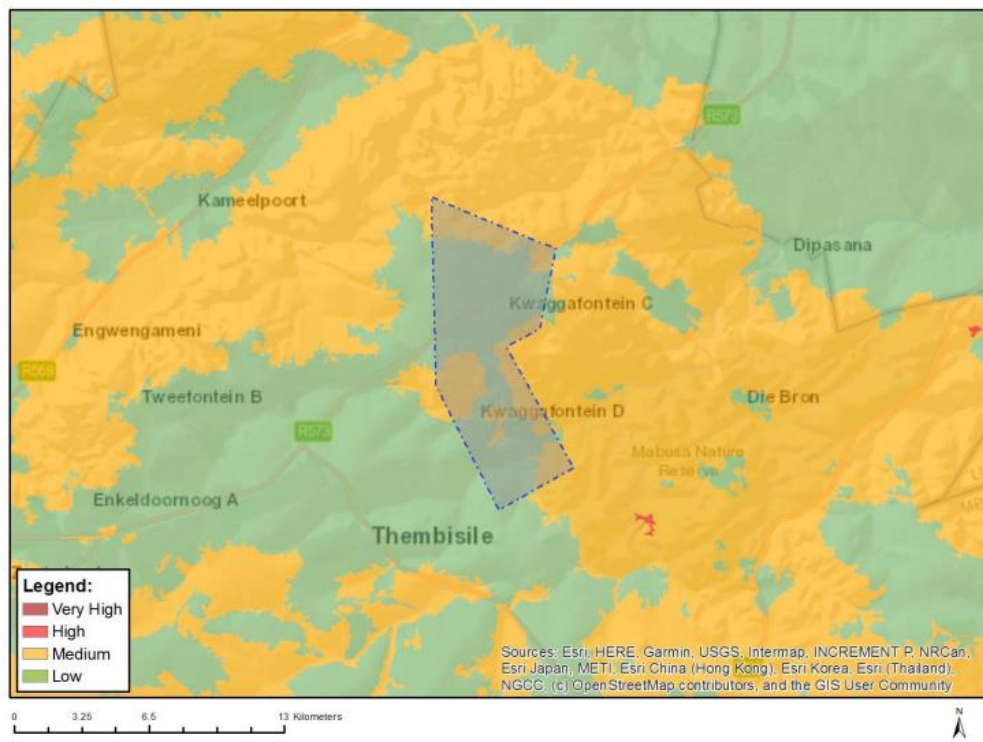 R573
Kameelpoort
Dipasana
Kwaggafontein C
Engwengameni
R568
Tweefontein B
Kwaggafontein D
Die Bron
R573
Mabusa Nature
Reserve
Enkeldoornoog A
Thembisile
Legend:
Very High
High
Medium
Low
Sources: Esri, HERE, Garmin, USGS, Intermap, INCREMENT P, NRCan,
Esri Japan, METI, Esri China (Hong Kong), Esri Korea, Esri (Thailand),
NGCC, (c) OpenStreetMap contributors, and the GIS User Community
0 3.25 6.5 13 Kilometers
N